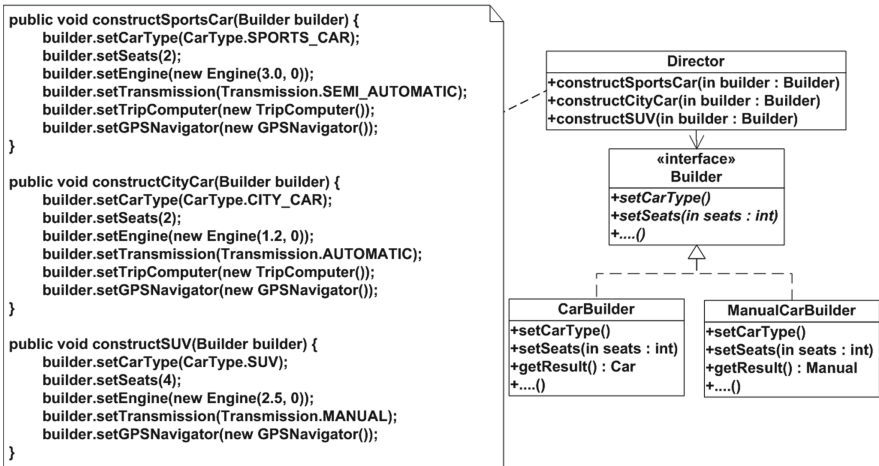 public void constructSportsCar(Builder builder) {
builder.setCarType(CarType.SPORTS_CAR);
builder.setSeats(2);
builder.setEngine(new Engine(3.0, 0));
builder.setTransmission(Transmission.SEMI_AUTOMATIC);
builder.setTripComputer(new TripComputer());
builder.setGPSNavigator(new GPSNavigator());
}
public void constructCityCar(Builder builder) {
builder.setCarType(CarType.CITY_CAR);
builder.setSeats(2);
builder.setEngine(new Engine(1.2, 0));
builder.setTransmission(Transmission.AUTOMATIC);
builder.setTripComputer(new TripComputer());
builder.setGPSNavigator(new GPSNavigator());
}
public void constructSUV(Builder builder) {
builder.setCarType(CarType.SUV);
builder.setSeats(4);
builder.setEngine(new Engine(2.5, 0));
builder.setTransmission(Transmission.MANUAL);
builder.setGPSNavigator(new GPSNavigator());
}
Director
+constructSportsCar(in builder : Builder)
+constructCityCar(in builder : Builder)
+constructSUV(in builder : Builder)
«interface»
Builder
+setCarType()
+setSeats(in seats : int)
+....()
CarBuilder
+setCarType()
+setSeats(in seats : int)
+getResult() : Car
+....()
ManualCarBuilder
+setCarType()
+setSeats(in seats : int)
+getResult() : Manual
+....()